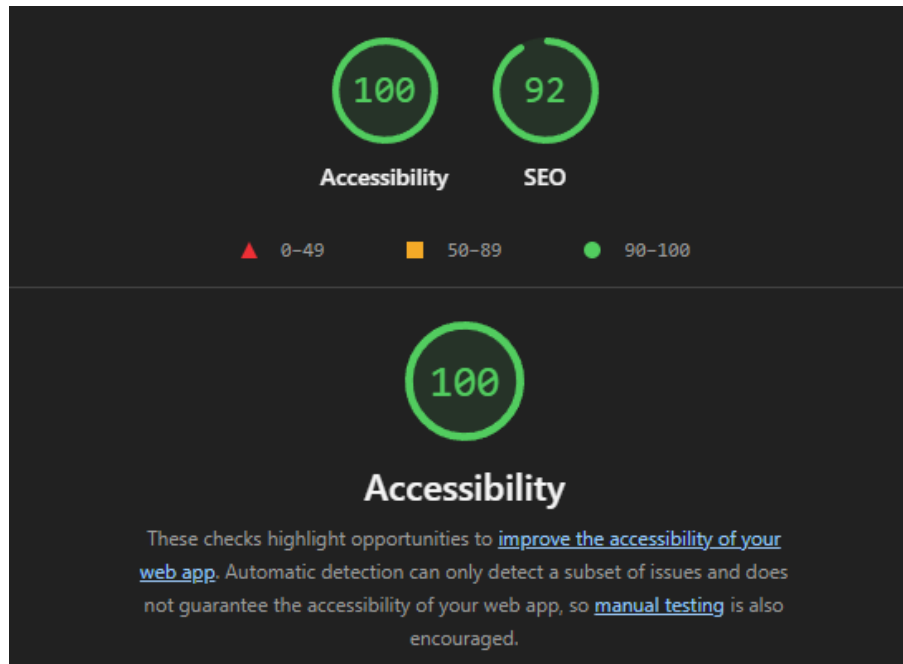 100 92
Accessibility SEO
0–49 50–89 90–100
100
Accessibility
These checks highlight opportunities to improve the accessibility of your
web app. Automatic detection can only detect a subset of issues and does
not guarantee the accessibility of your web app, so manual testing is also
encouraged.